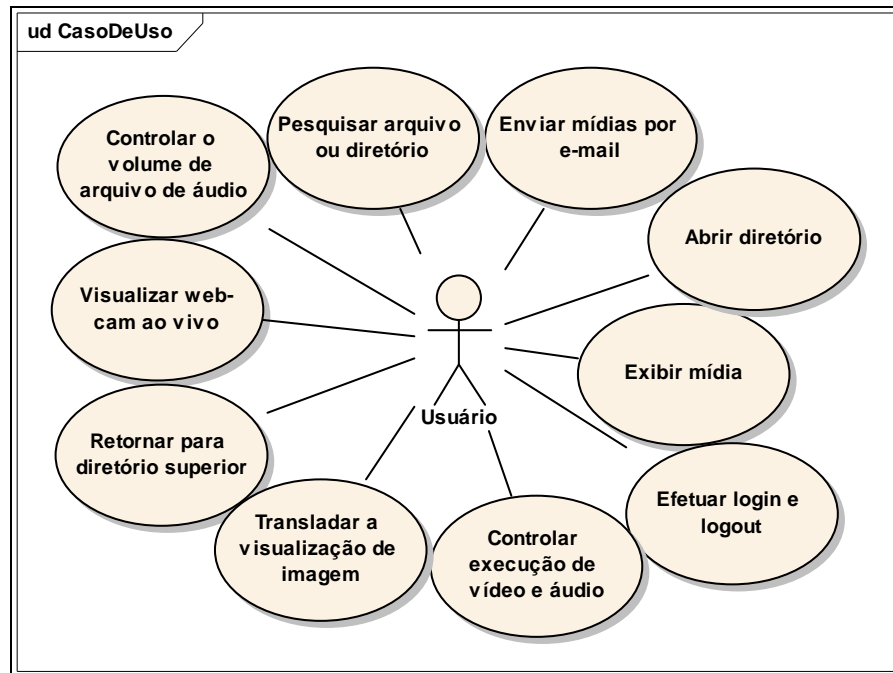 ud CasoDeUso
Controlar o
volume de
arquivo de áudio
Pesquisar arquivo
ou diretório
Enviar mídias por
e-mail
Abrir diretório
Visualizar web-
cam ao vivo
Exibir mídia
Usuário
Retornar para
diretório superior
Efetuar login e
logout
Transladar a
visualização de
imagem
Controlar
execução de
vídeo e áudio